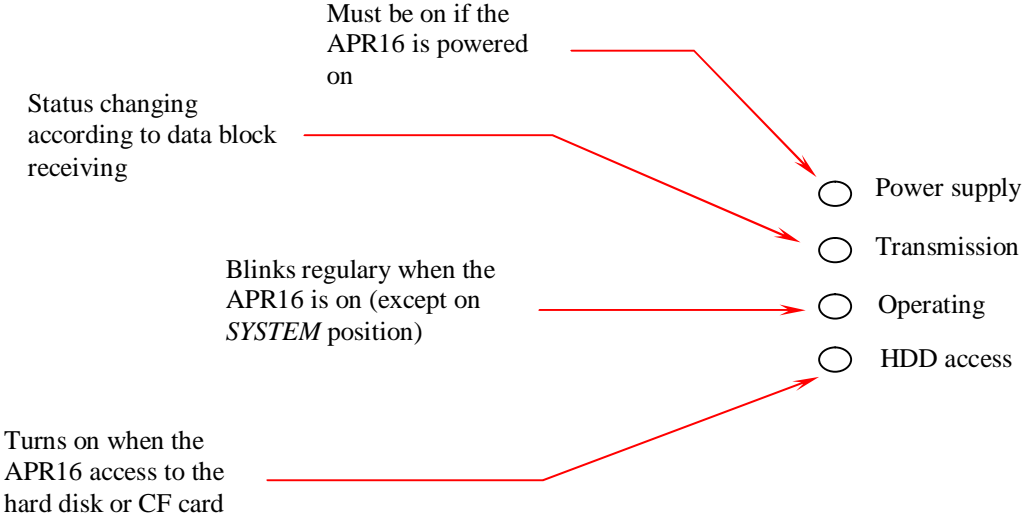 Must be on if the
APR16 is powered
on
Status changing
according to data block
receiving
Power supply
Transmission
Blinks regulary when the
APR16 is on (except on
SYSTEM position)
Operating
HDD access
Turns on when the
APR16 access to the
hard disk or CF card